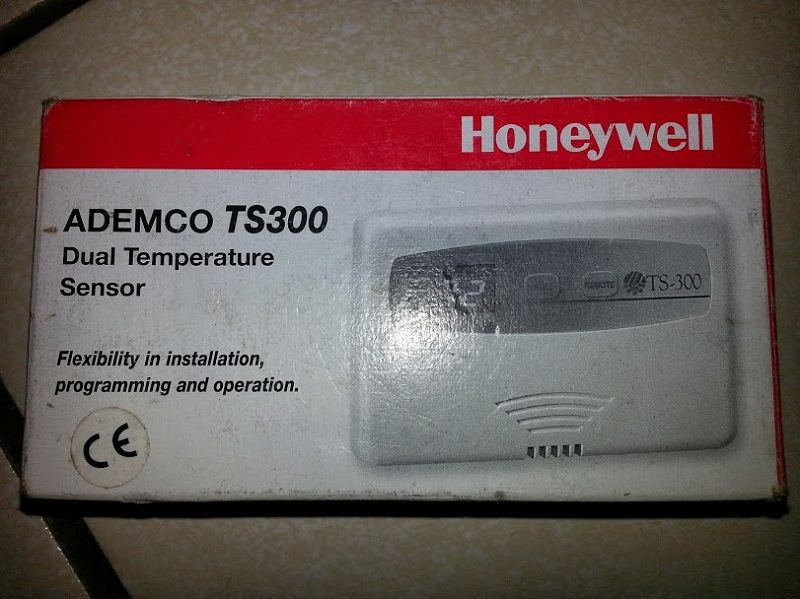 Honeywell
ADEMCO TS300
Dual Temperature
Sensor
REMOTE
TS-300
Flexibility in installation,
programming and operation.
CE